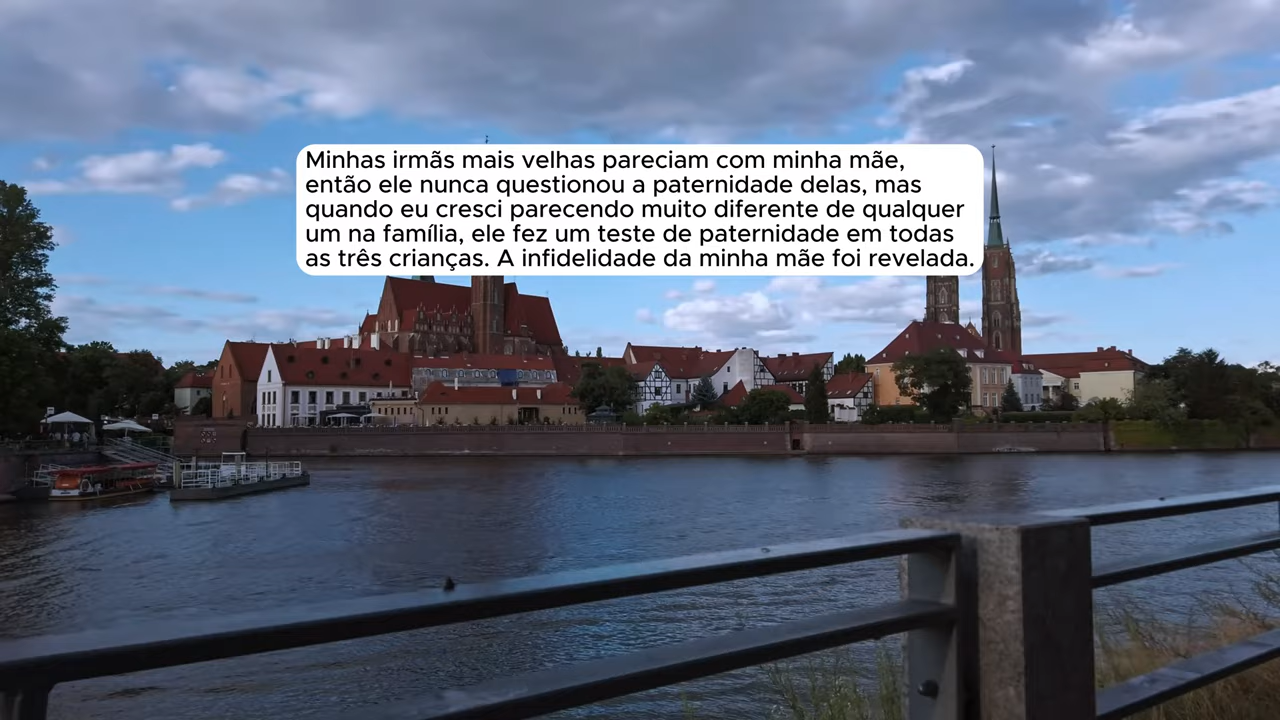 Minhas irmãs mais velhas pareciam com minha mãe,
então ele nunca questionou a paternidade delas, mas
quando eu cresci parecendo muito diferente de qualquer
um na família, ele fez um teste de paternidade em todas
as três crianças. A infidelidade da minha mãe foi revelada.